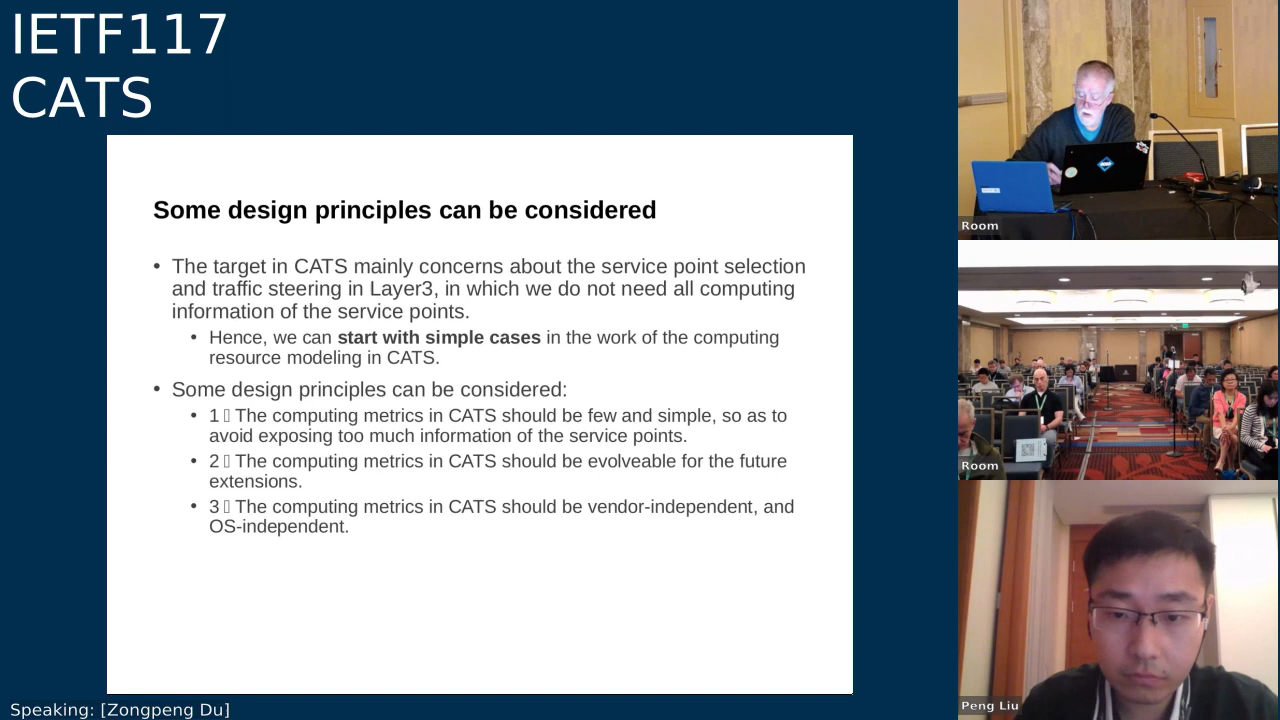 IETF117
CATS
Some design principles can be considered
• The target in CATS mainly concerns about the service point selection
and traffic steering in Layer3, in which we do not need all computing
information of the service points.
• Hence, we can start with simple cases in the work of the computing
resource modeling in CATS.
• Some design principles can be considered:
• 1 ▯ The computing metrics in CATS should be few and simple, so as to
avoid exposing too much information of the service points.
• 2 ▯ The computing metrics in CATS should be evolveable for the future
extensions.
• 3 ▯ The computing metrics in CATS should be vendor-independent, and
OS-independent.
Speaking: [Zongpeng Du]
Room
Room
Peng Liu